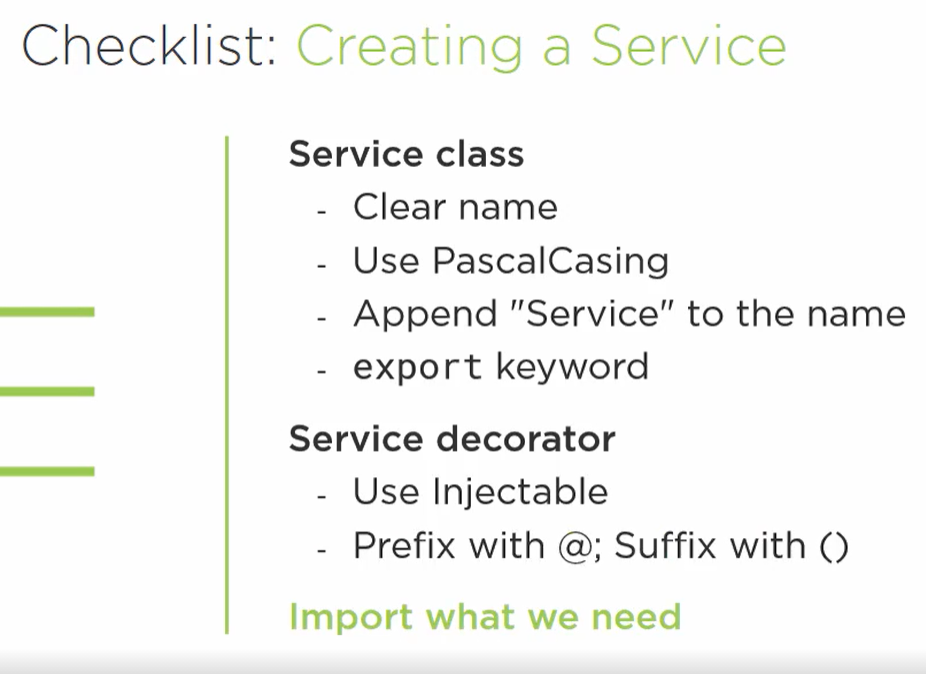 Checklist: Creating a Service
Service class
- Clear name
- Use PascalCasing
- Append "Service" to the name
- export keyword
Service decorator
- Use Injectable
- Prefix with @; Suffix with ()
Import what we need